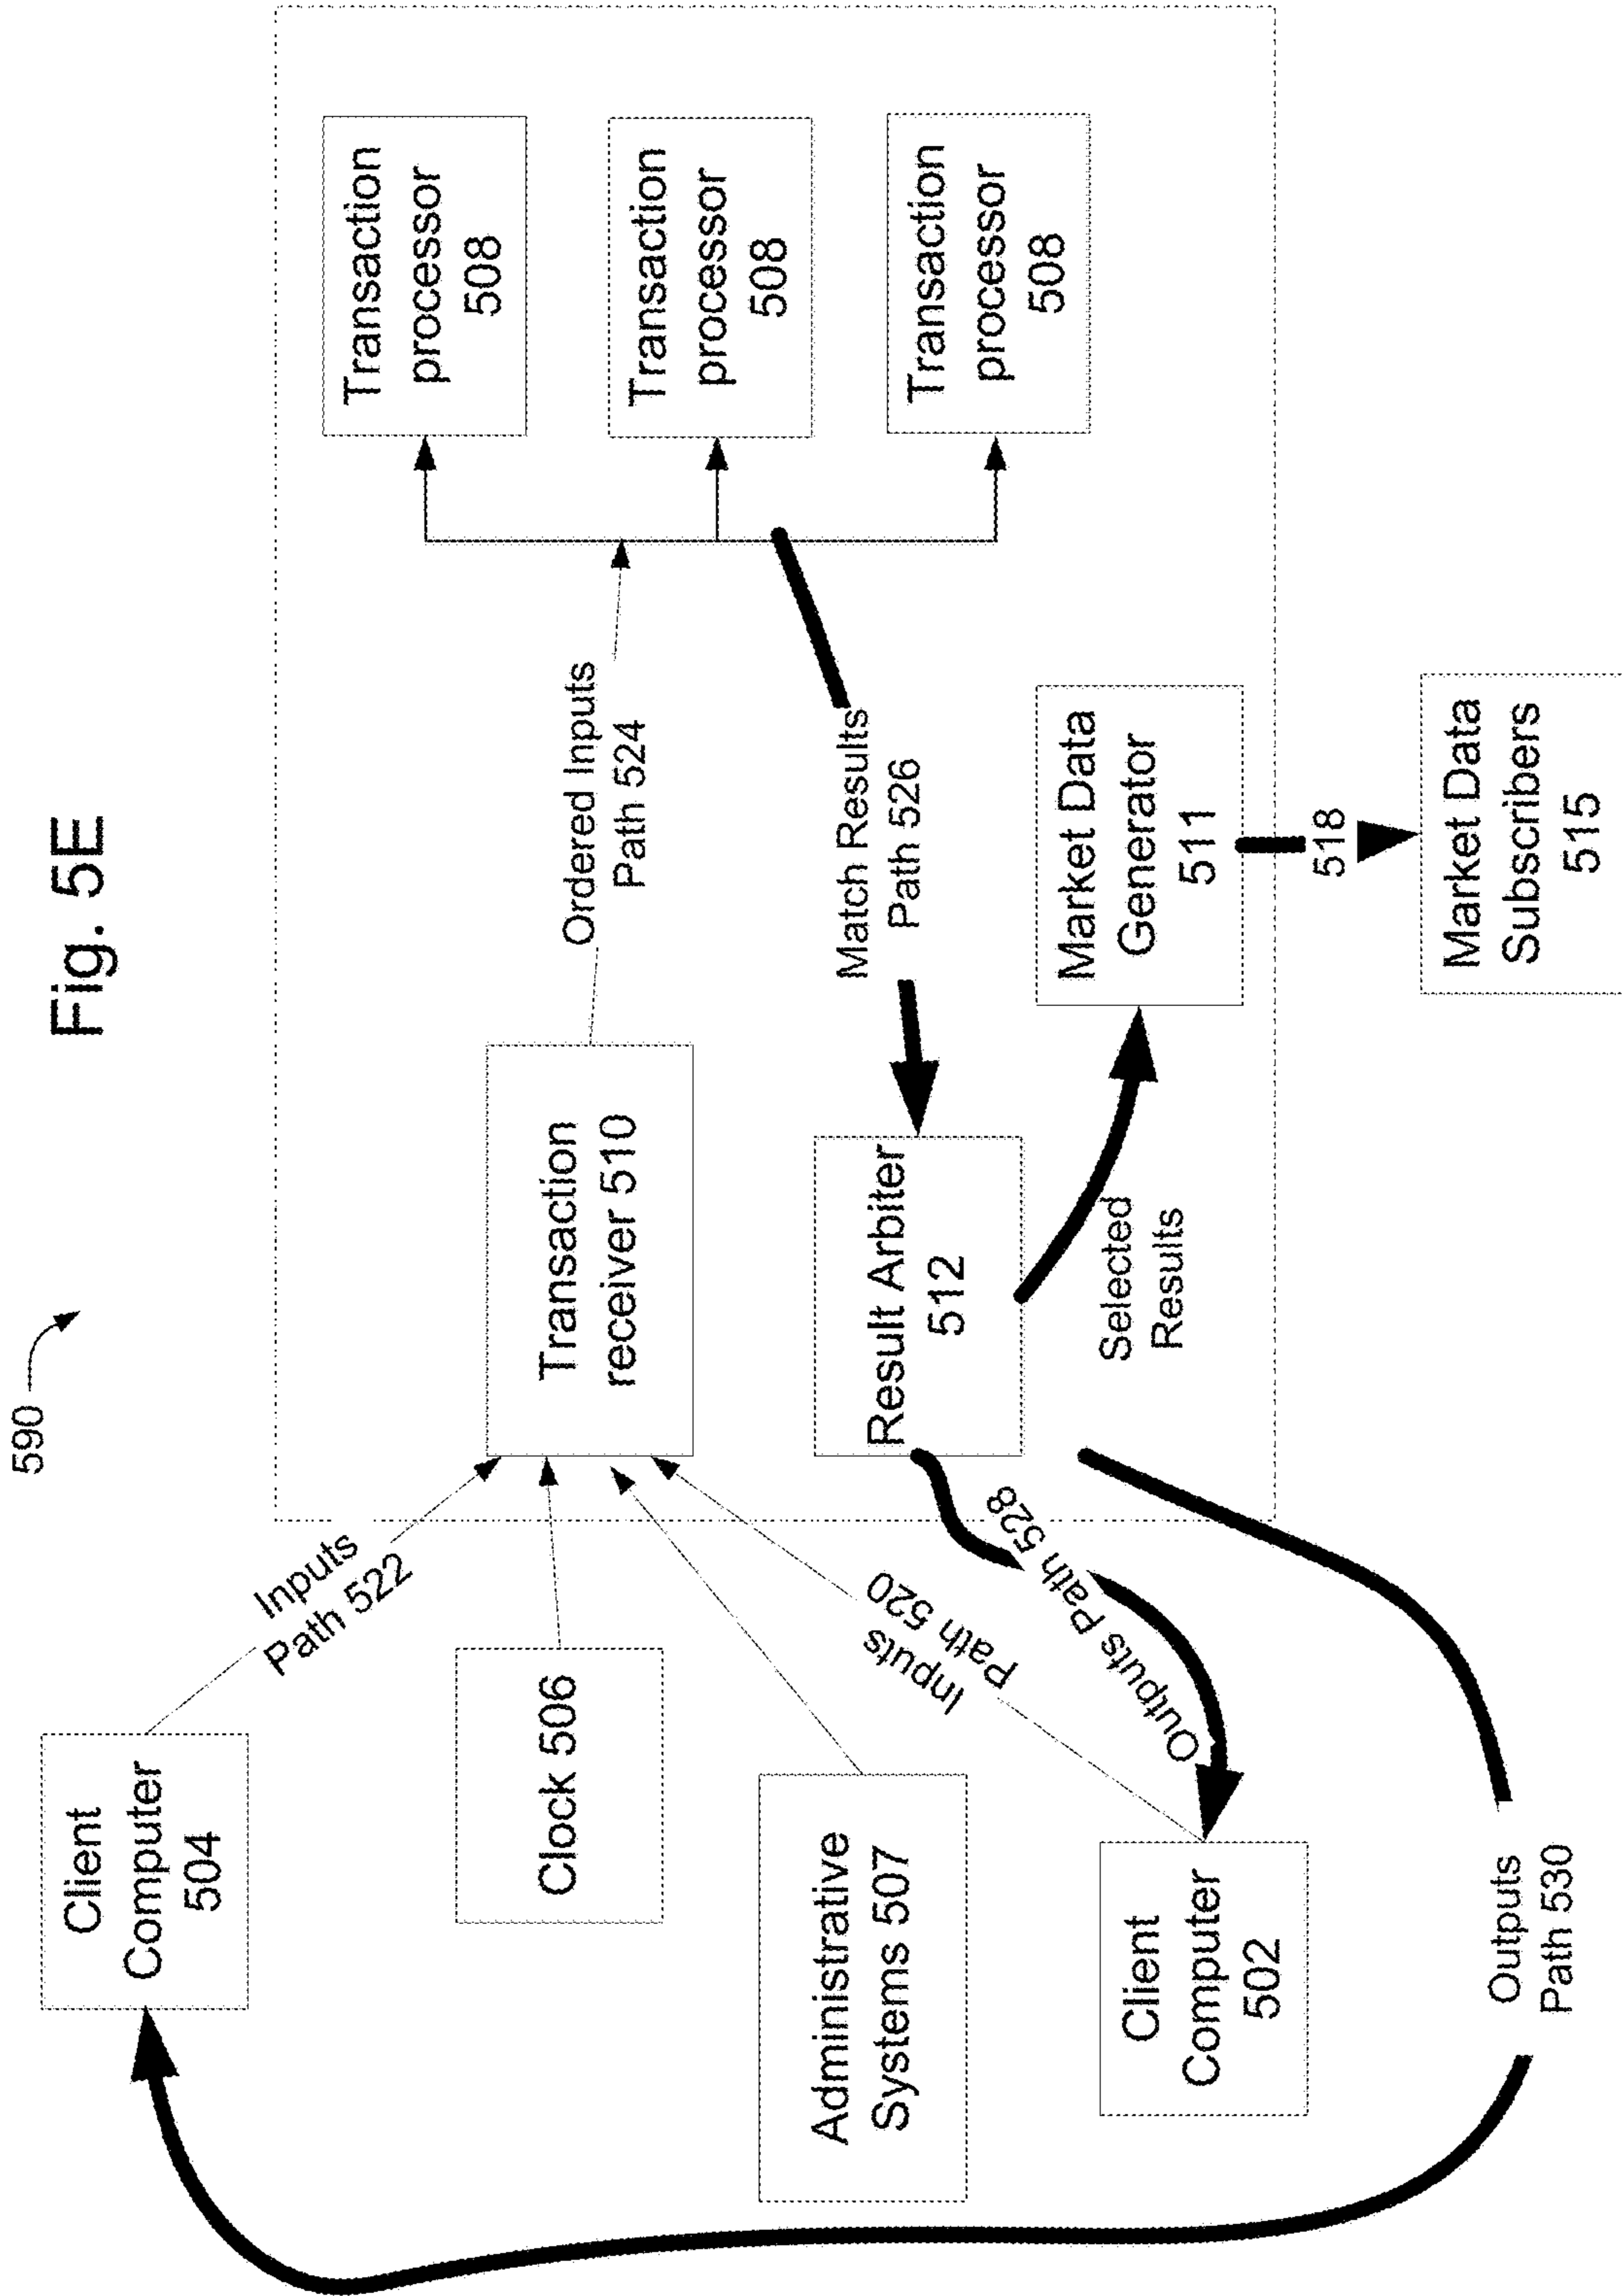 Fig. 5E
590
Client
Computer
504
Inputs
Path 522
Clock 506
Administrative
Systems 507
Inputs
Path 520
Client
Computer
502
Outputs Path 528
Outputs
Path 530
Transaction
receiver 510
Ordered Inputs
Path 524
Transaction
processor
508
Transaction
processor
508
Transaction
processor
508
Match Results
Path 526
Result Arbiter
512
Selected
Results
Market Data
Generator
511
518
Market Data
Subscribers
515